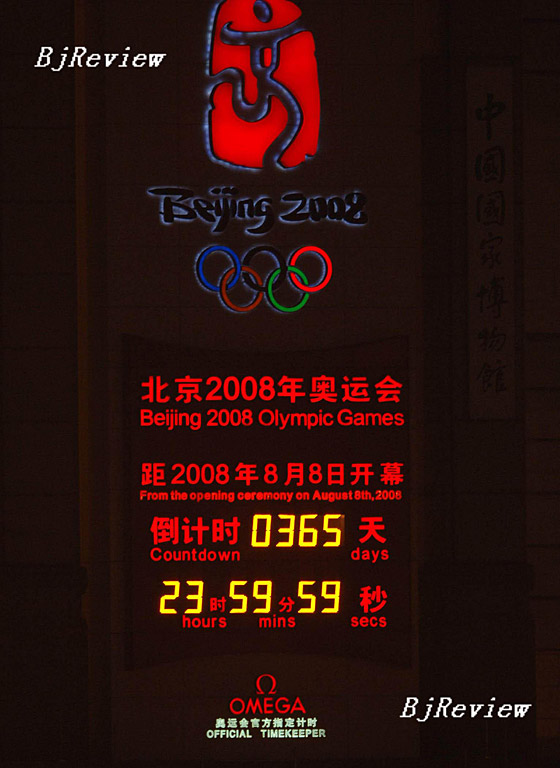 BjReview
Beijing 2008
中國國家博物館
北京2008年奥运会
Beijing 2008 Olympic Games
距2008年8月8日开幕
From the opening ceremony on August 8th, 2008
倒计时 0365 天
Countdown days
23 时 59 分 59 秒
hours mins secs
Ω
OMEGA
奥运会官方指定计时
OFFICIAL TIMEKEEPER
BjReview